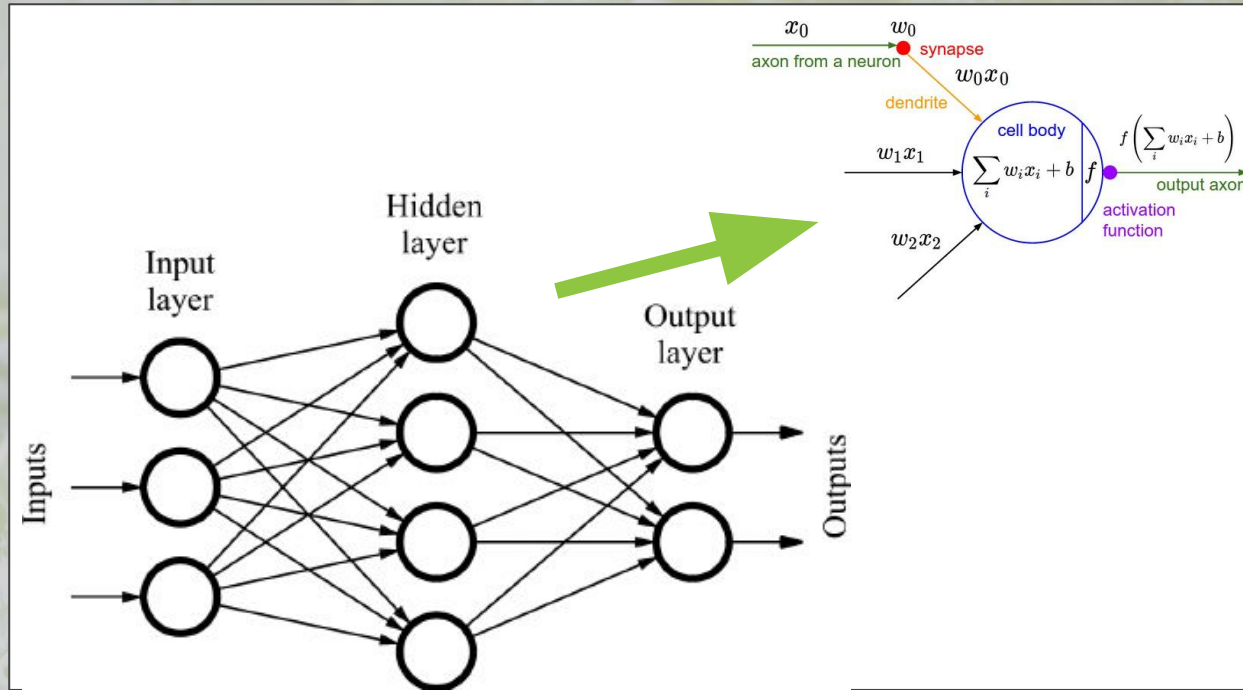 x₀
w₀
synapse
axon from a neuron
w₀x₀
dendrite
cell body
f(∑ᵢ wᵢxᵢ + b)
w₁x₁
∑ᵢ wᵢxᵢ + b
f
output axon
activation
function
w₂x₂
Hidden
layer
Input
layer
Output
layer
Inputs
Outputs